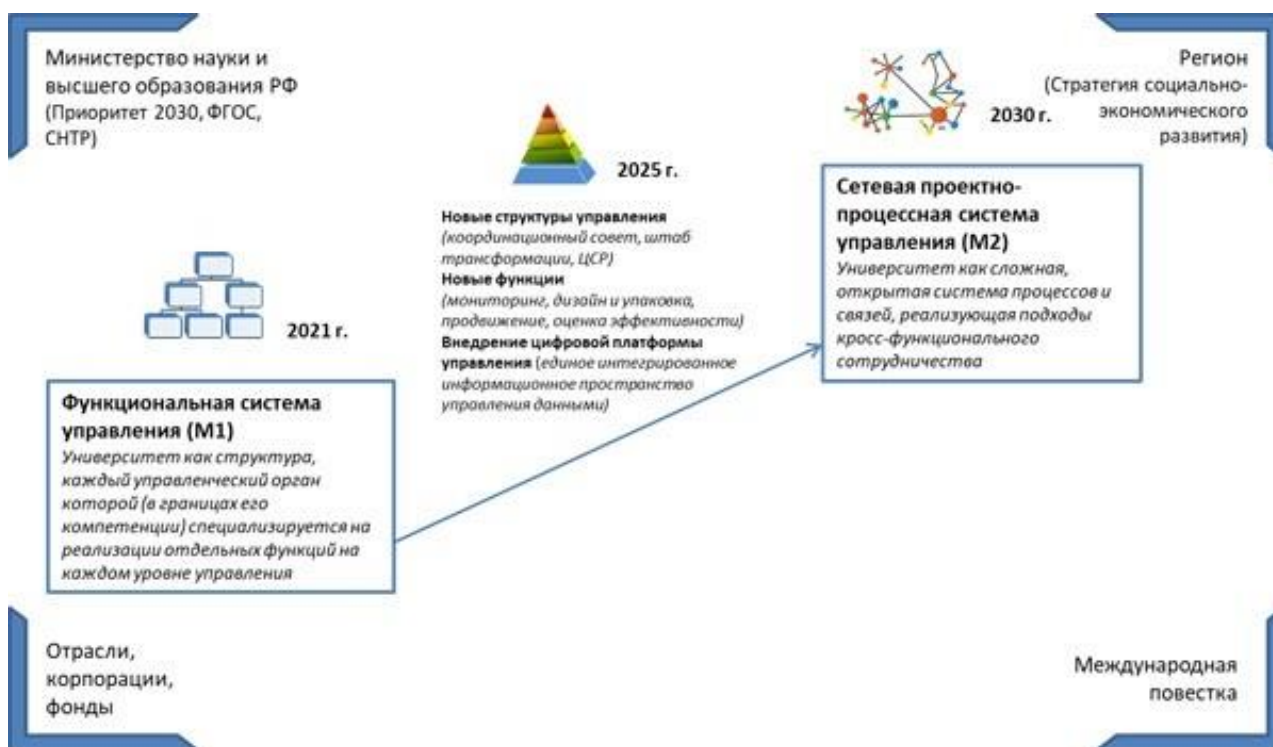 Министерство науки и
высшего образования РФ
(Приоритет 2030, ФГОС,
СНТР)
Регион
(Стратегия социально-
экономического
развития)
2021 г.
Функциональная система
управления (М1)
Университет как структура,
каждый управленческий орган
которой (в границах его
компетенции) специализируется на
реализации отдельных функций на
каждом уровне управления
2025 г.
Новые структуры управления
(координационный совет, штаб
трансформации, ЦСР)
Новые функции
(мониторинг, дизайн и упаковка,
продвижение, оценка эффективности)
Внедрение цифровой платформы
управления (единое интегрированное
информационное пространство
управления данными)
2030 г.
Сетевая проектно-
процессная система
управления (М2)
Университет как сложная,
открытая система процессов и
связей, реализующая подходы
кросс-функционального
сотрудничества
Отрасли,
корпорации,
фонды
Международная
повестка